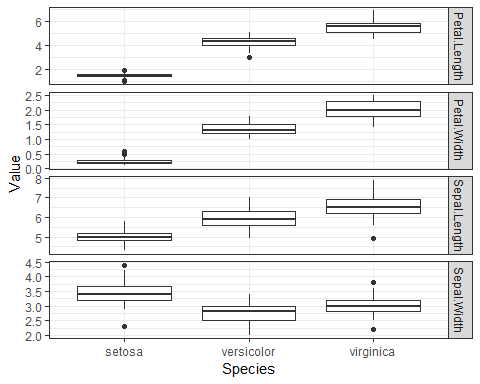 Value
6
4
2
Petal.Length
2.5
2.0
1.5
1.0
0.5
0.0
Petal.Width
8
7
6
5
Sepal.Length
4.5
4.0
3.5
3.0
2.5
2.0
Sepal.Width
setosa versicolor virginica
Species